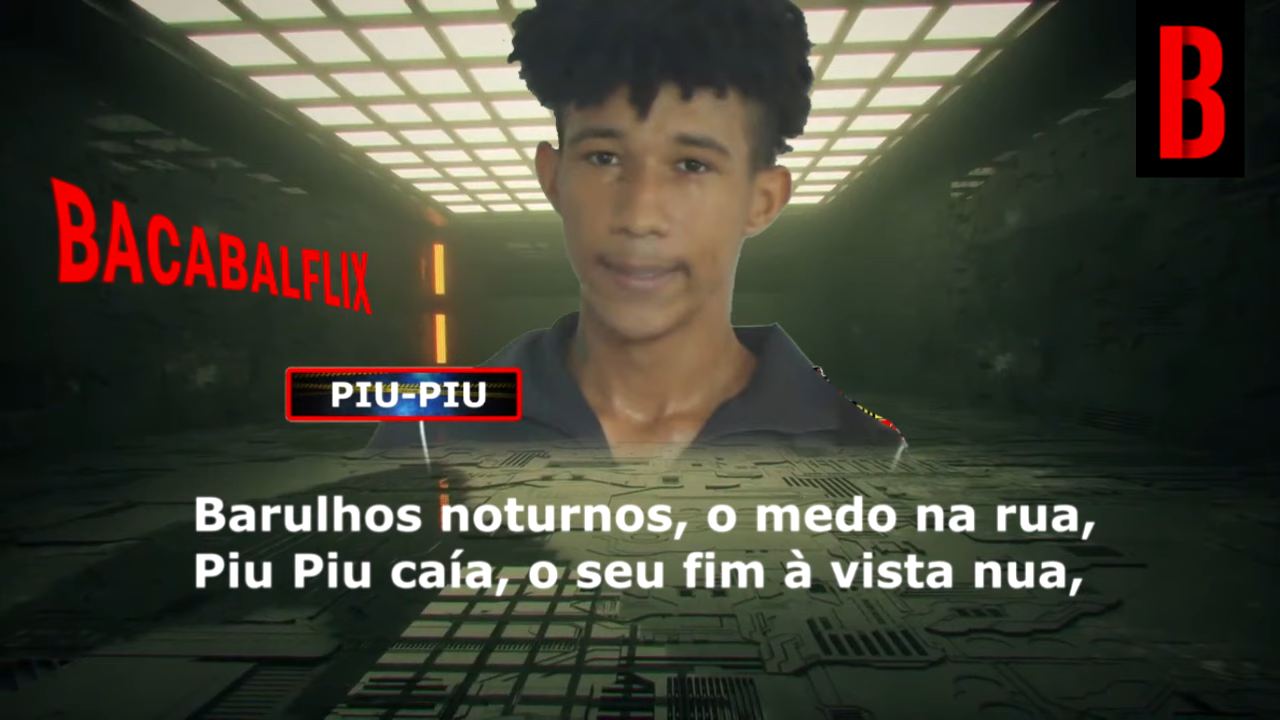 B
BACABALFLIX
PIU-PIU
Barulhos noturnos, o medo na rua,
Piu Piu caía, o seu fim à vista nua,